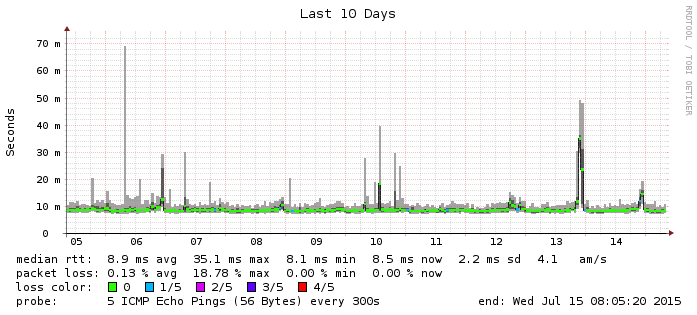 Last 10 Days
RRDTOOL / TOBI OETIKER
Seconds
70 m
60 m
50 m
40 m
30 m
20 m
10 m
0
05 06 07 08 09 10 11 12 13 14
median rtt: 8.9 ms avg 35.1 ms max 8.1 ms min 8.5 ms now 2.2 ms sd 4.1 am/s
packet loss: 0.13 % avg 18.78 % max 0.00 % min 0.00 % now
loss color: 0 1/5 2/5 3/5 4/5
probe: 5 ICMP Echo Pings (56 Bytes) every 300s end: Wed Jul 15 08:05:20 2015